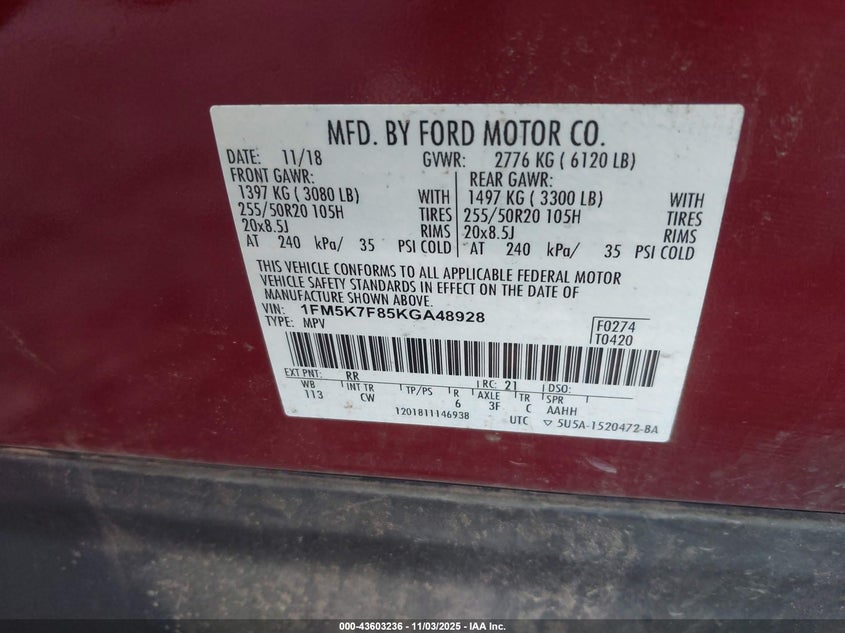 MFD. BY FORD MOTOR CO.
DATE: 11/18 GVWR: 2776 KG ( 6120 LB)
FRONT GAWR: REAR GAWR:
1397 KG ( 3080 LB) WITH 1497 KG ( 3300 LB) WITH
255/50R20 105H TIRES 255/50R20 105H TIRES
20x8.5J RIMS 20x8.5J RIMS
AT 240 kPa/ 35 PSI COLD AT 240 kPa/ 35 PSI COLD
THIS VEHICLE CONFORMS TO ALL APPLICABLE FEDERAL MOTOR
VEHICLE SAFETY STANDARDS IN EFFECT ON THE DATE OF
MANUFACTURE SHOWN ABOVE.
VIN: 1FM5K7F85KGA48928
TYPE: MPV
F0274
T0420
EXT PNT: RR RC: 21 DSO:
WB INT TR TP/PS R AXLE TR SPR
113 CW 6 3F C AAHH
1201811146938 UTC ▽ 5U5A-1520472-BA
000-43603236 - 11/03/2025 - IAA Inc.